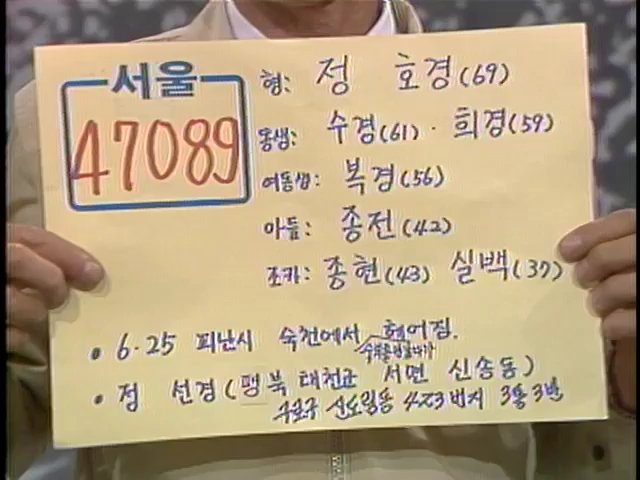 서울
47089
형: 정 호경(69)
동생: 수경(61) · 희경(59)
여동생: 복경(56)
아들: 종전(42)
조카: 종현(43) 실백(37)
• 6·25 피난시 숙천에서 헤어짐.
• 정 선경(평북 태천군 서면 신송동)
구로구 신도림동 423번지 3통 3반